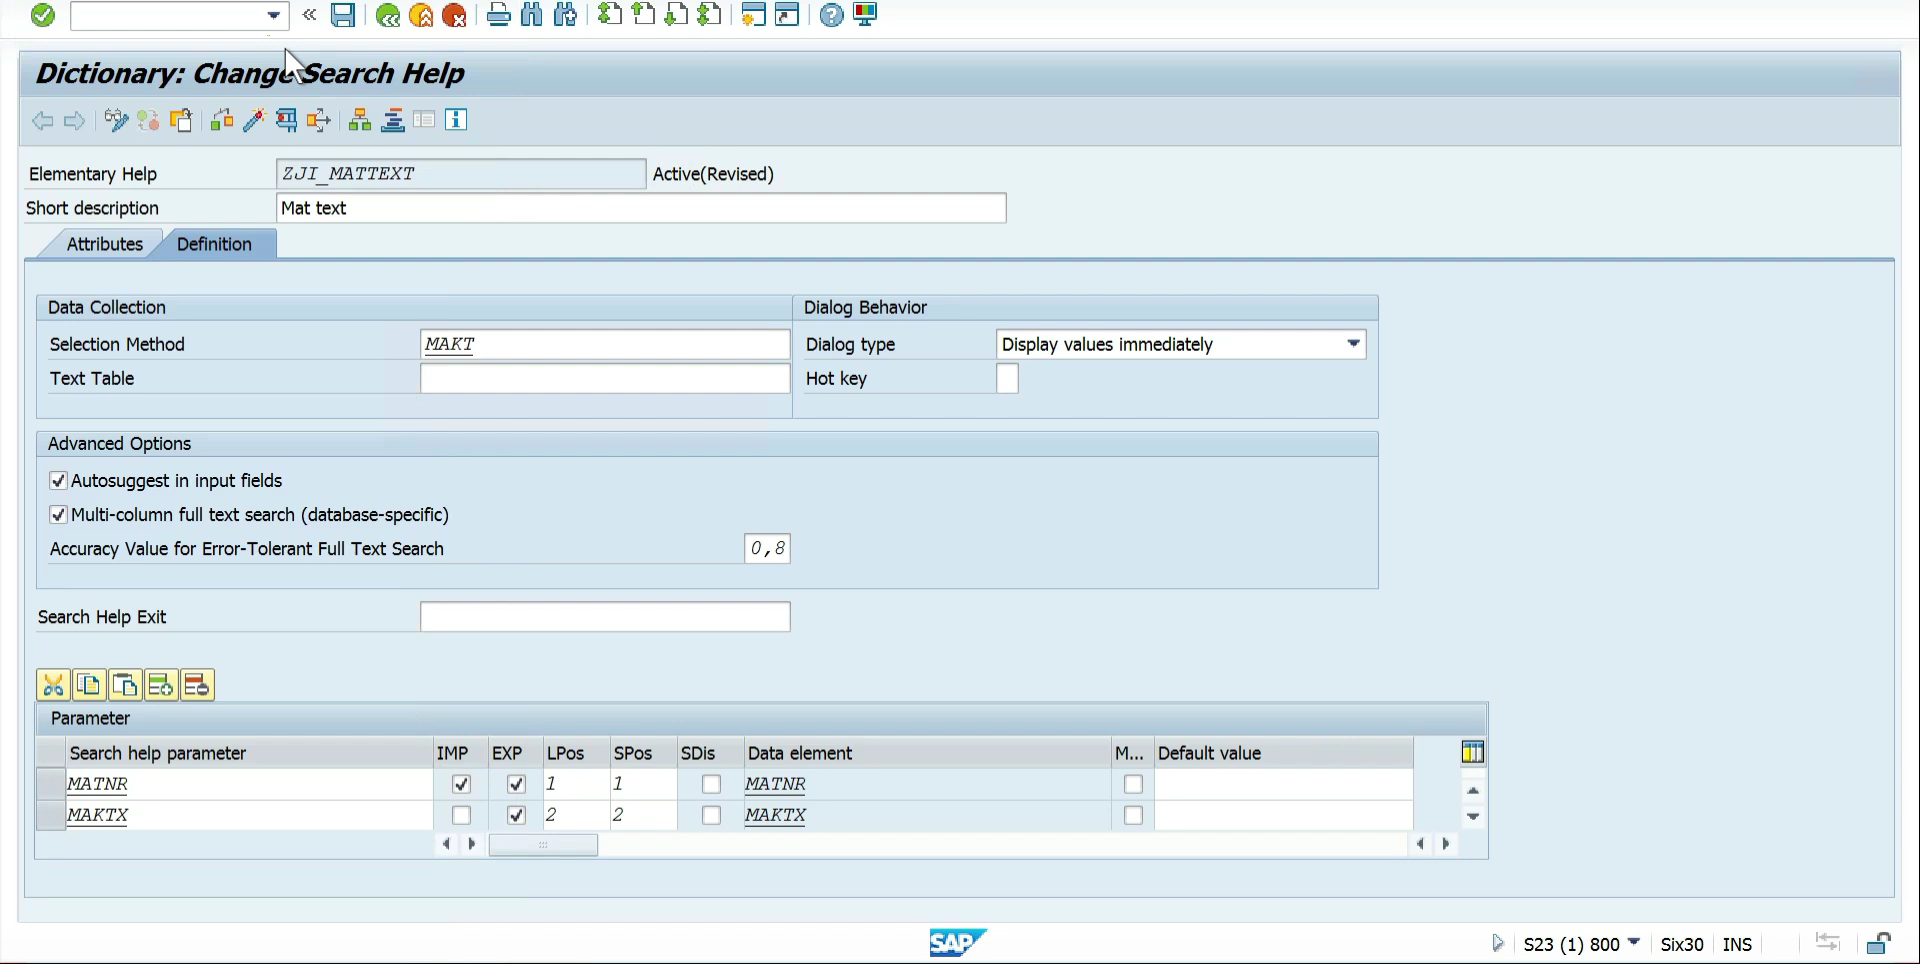 Dictionary: Change Search Help
Elementary Help ZJI_MATTEXT Active(Revised)
Short description Mat text
Attributes Definition
Data Collection Dialog Behavior
Selection Method MAKT Dialog type Display values immediately
Text Table Hot key
Advanced Options
Autosuggest in input fields
Multi-column full text search (database-specific)
Accuracy Value for Error-Tolerant Full Text Search 0,8
Search Help Exit
Parameter
Search help parameter IMP EXP LPos SPos SDis Data element M... Default value
MATNR 1 1 MATNR
MAKTX 2 2 MAKTX
SAP S23 (1) 800 Six30 INS